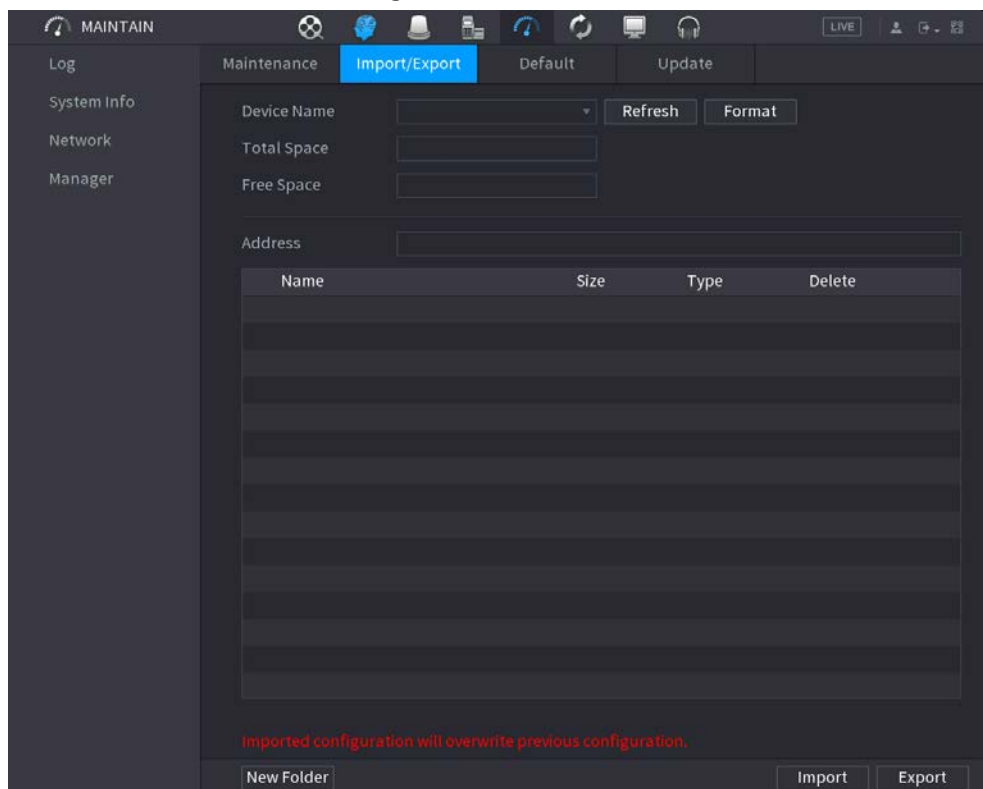 MAINTAIN LIVE
Log Maintenance Import/Export Default Update
System Info Device Name Refresh Format
Network Total Space
Manager Free Space
Address
Name Size Type Delete
Imported configuration will overwrite previous configuration.
New Folder Import Export